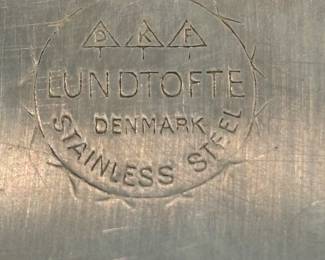 D K F
LUNDTOFTE
DENMARK
STAINLESS STEEL